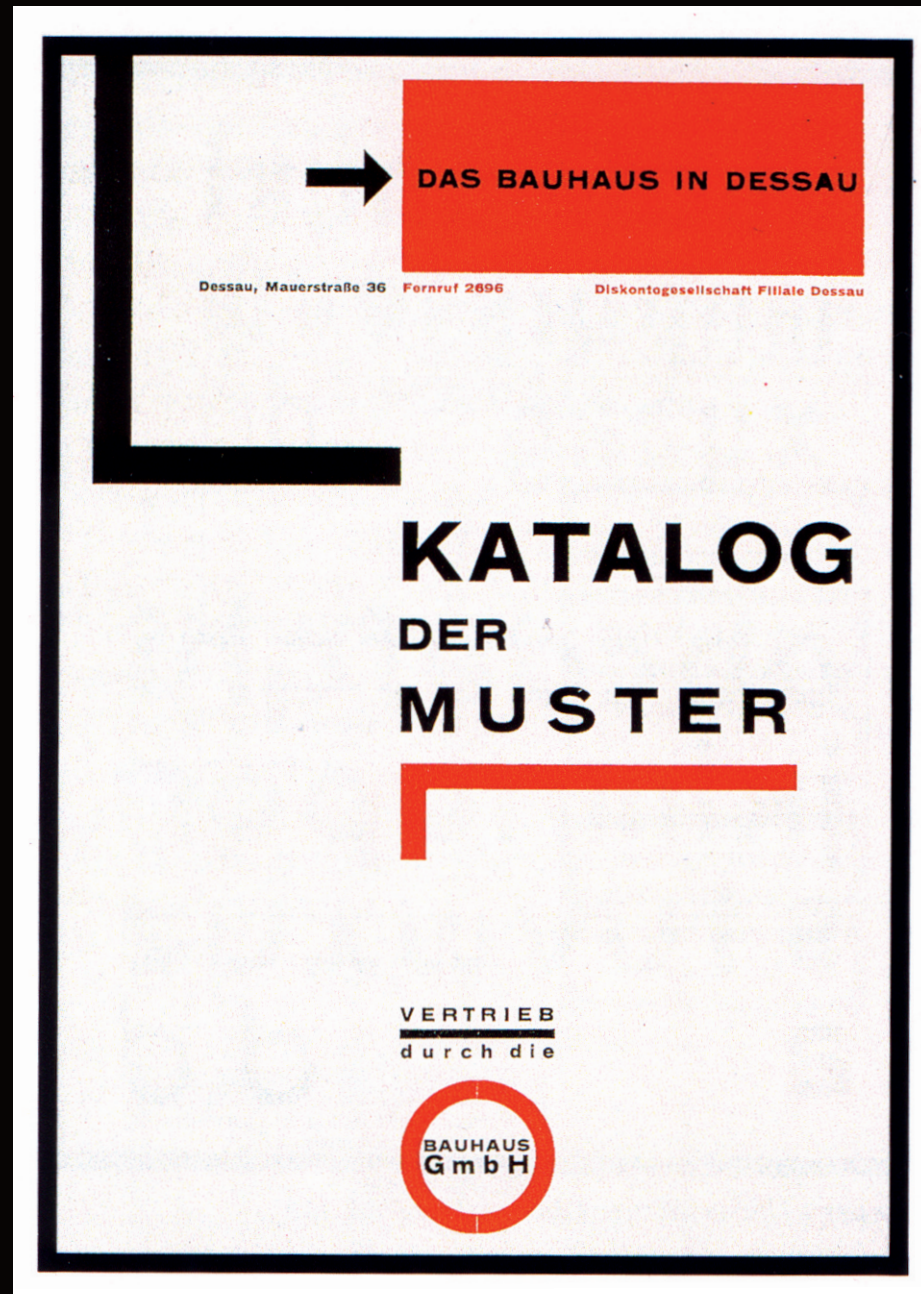 DAS BAUHAUS IN DESSAU
Dessau, Mauerstraße 36 Fernruf 2696 Diskontogesellschaft Filiale Dessau
KATALOG
DER
MUSTER
VERTRIEB
durch die
BAUHAUS
GmbH